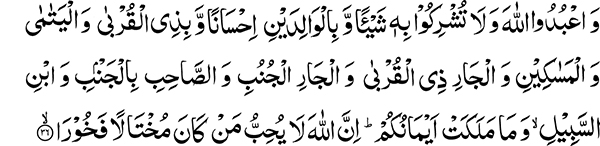 وَ اعْبُدُوا اللّٰهَ وَ لَا تُشْرِكُوْا بِهٖ شَیْـًٔا وَّ بِالْوَالِدَیْنِ اِحْسَانًا وَّ بِذِی الْقُرْبٰى وَ الْیَتٰمٰى
وَ الْمَسٰكِیْنِ وَ الْجَارِ ذِی الْقُرْبٰى وَ الْجَارِ الْجُنُبِ وَ الصَّاحِبِ بِالْجَنْۢبِ وَ ابْنِ
السَّبِیْلِۙ وَ مَا مَلَكَتْ اَیْمَانُكُمْؕ اِنَّ اللّٰهَ لَا یُحِبُّ مَنْ كَانَ مُخْتَالًا فَخُوْرَاۙ ﴿۳۶﴾